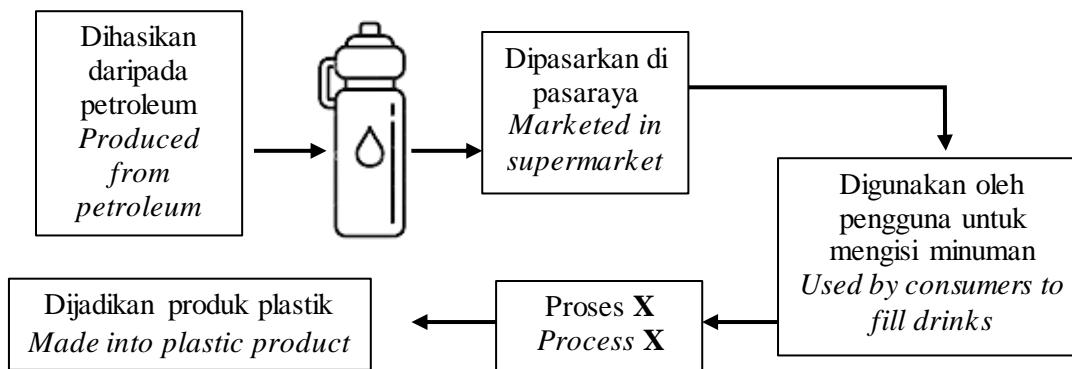 Dihasikan
daripada
petroleum
Produced
from
petroleum
Dipasarkan di
pasaraya
Marketed in
supermarket
Digunakan oleh
pengguna untuk
mengisi minuman
Used by consumers to
fill drinks
Proses X
Process X
Dijadikan produk plastik
Made into plastic product